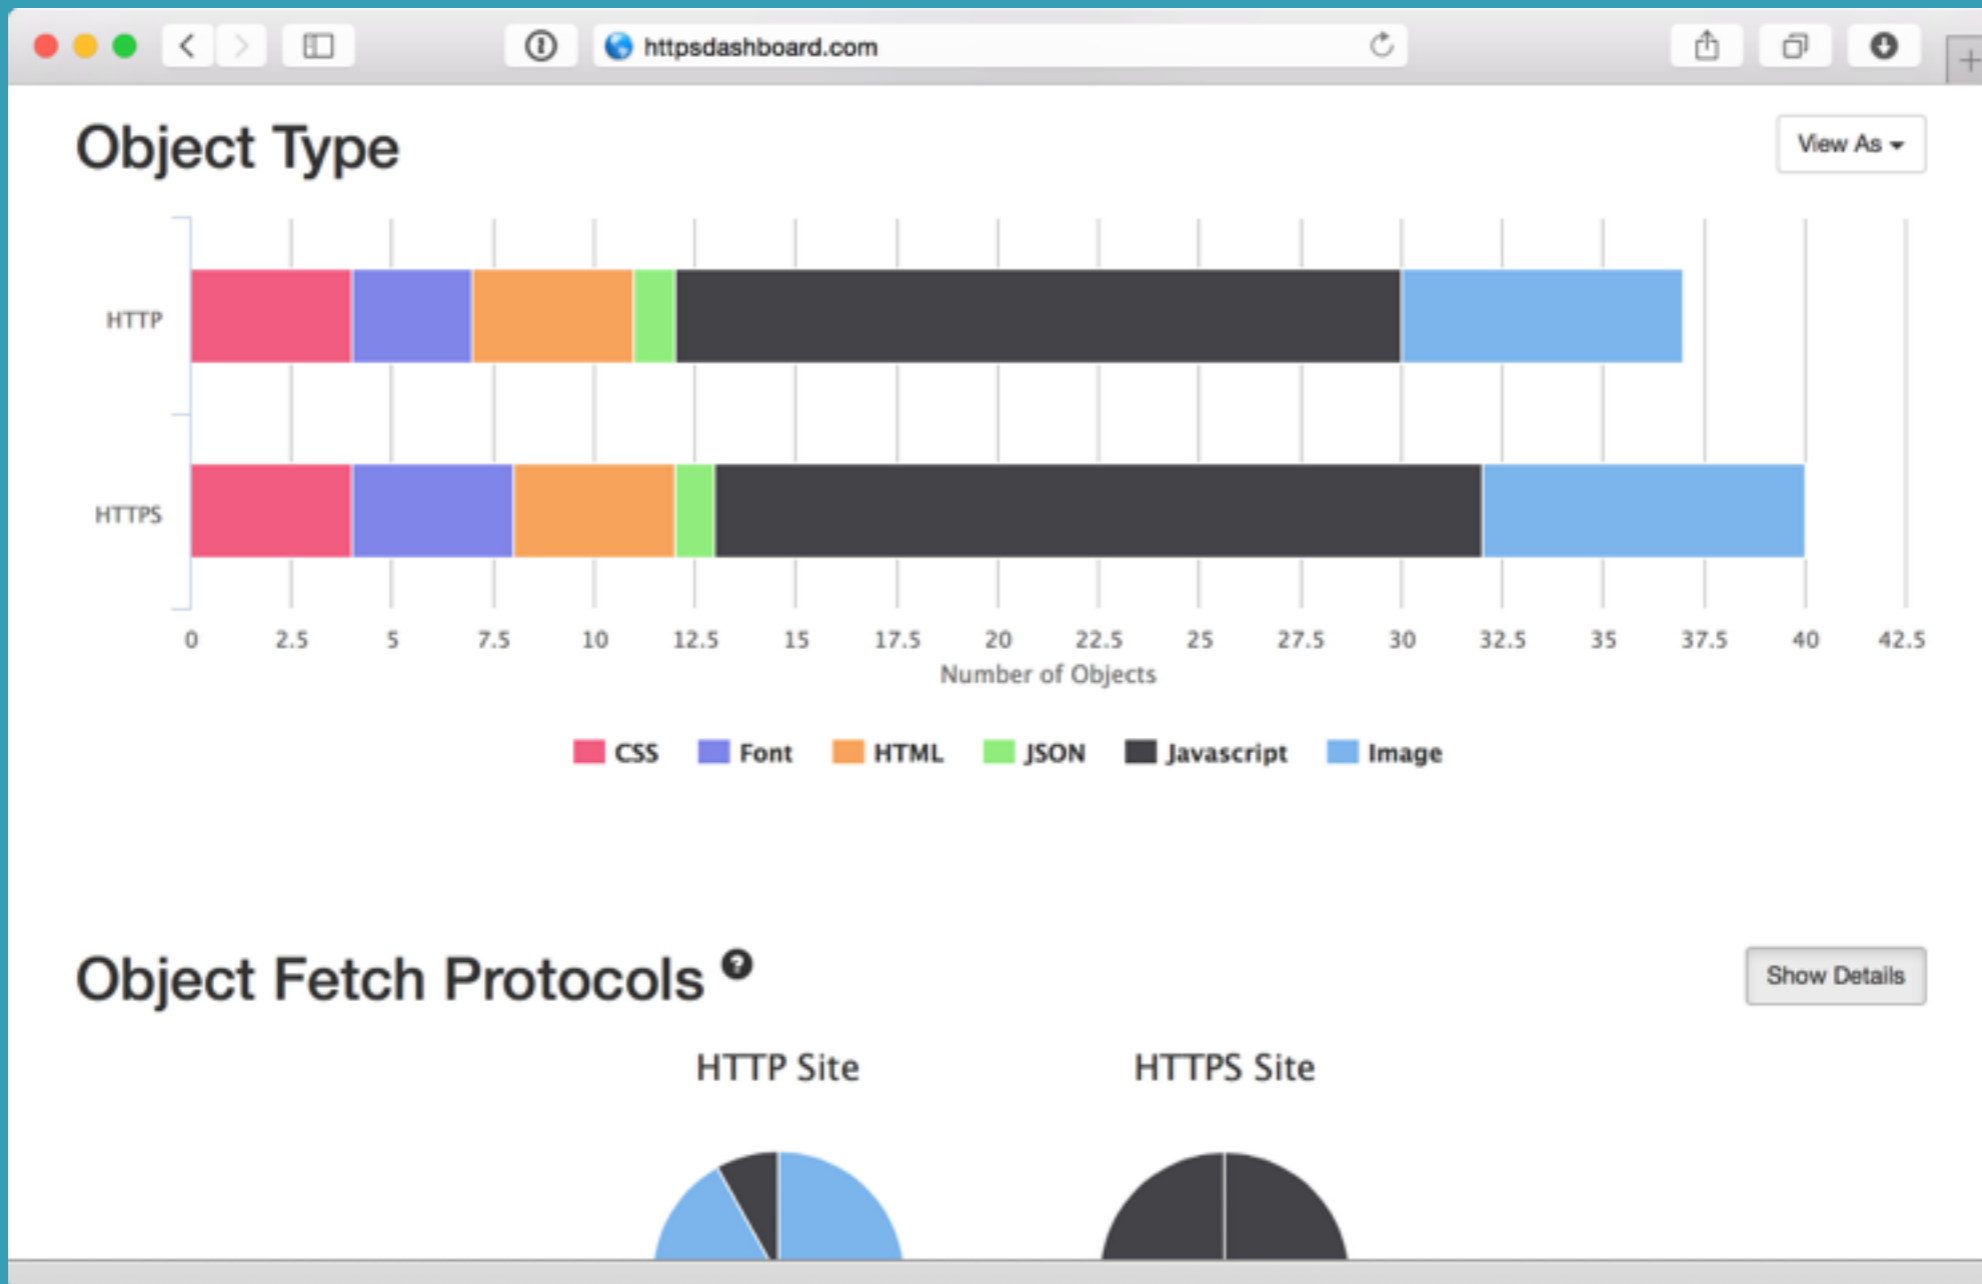 httpsdashboard.com
Object Type
View As
HTTP
HTTPS
0 2.5 5 7.5 10 12.5 15 17.5 20 22.5 25 27.5 30 32.5 35 37.5 40 42.5
Number of Objects
CSS Font HTML JSON Javascript Image
Object Fetch Protocols ?
Show Details
HTTP Site HTTPS Site